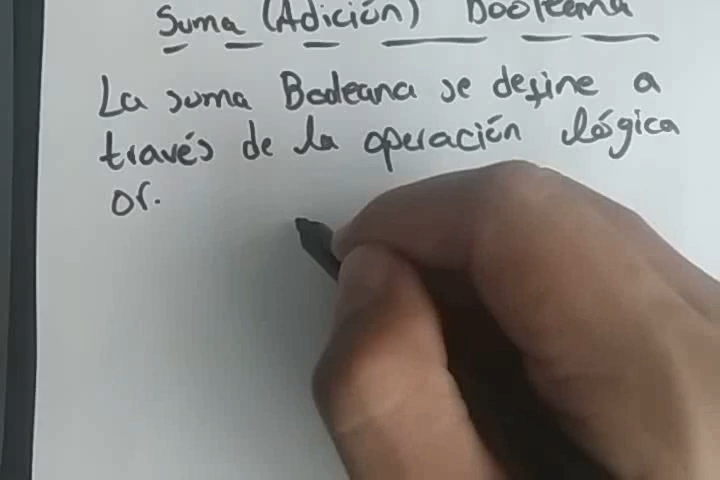 Suma (Adición) Booleana
La suma Booleana se define a
través de la operación lógica
or.